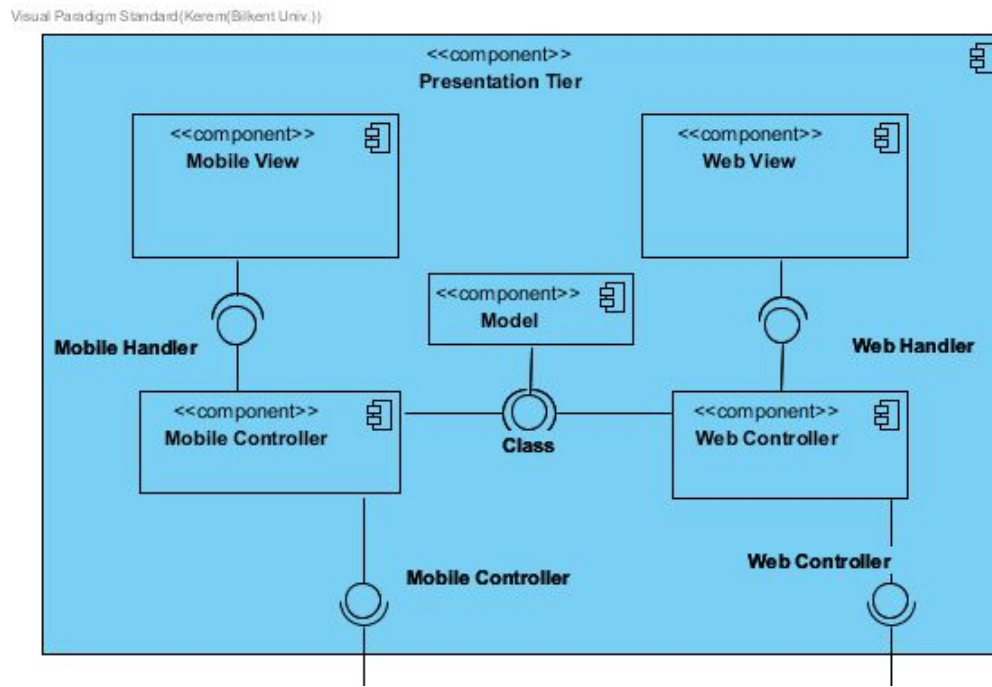 Visual Paradigm Standard(Kerem(Bilkent Univ.))
<<component>>
Presentation Tier
<<component>>
Mobile View
<<component>>
Web View
<<component>>
Model
Mobile Handler
Web Handler
<<component>>
Mobile Controller
Class
<<component>>
Web Controller
Mobile Controller
Web Controller